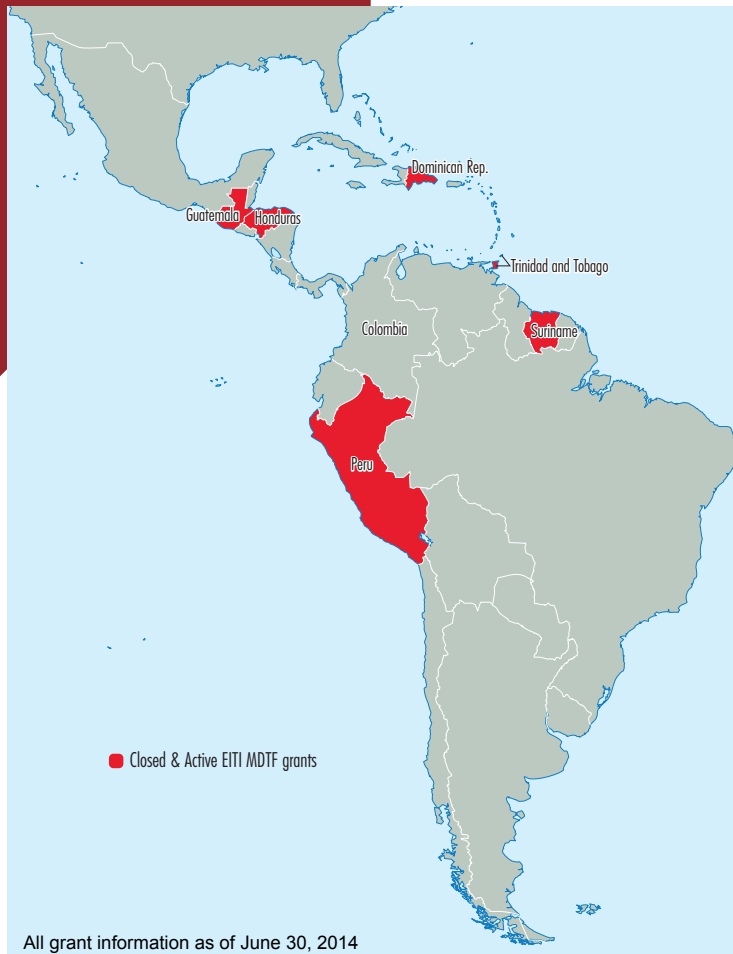 Dominican Rep.
Guatemala
Honduras
Trinidad and Tobago
Colombia
Suriname
Peru
Closed & Active EITI MDTF grants
All grant information as of June 30, 2014